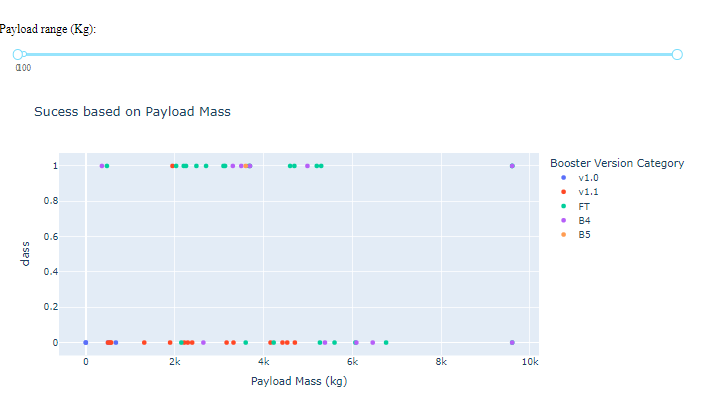 Payload range (Kg):
0
100
Sucess based on Payload Mass
Booster Version Category
v1.0
v1.1
FT
B4
B5
1
0.8
0.6
0.4
0.2
0
class
0
2k
4k
6k
8k
10k
Payload Mass (kg)